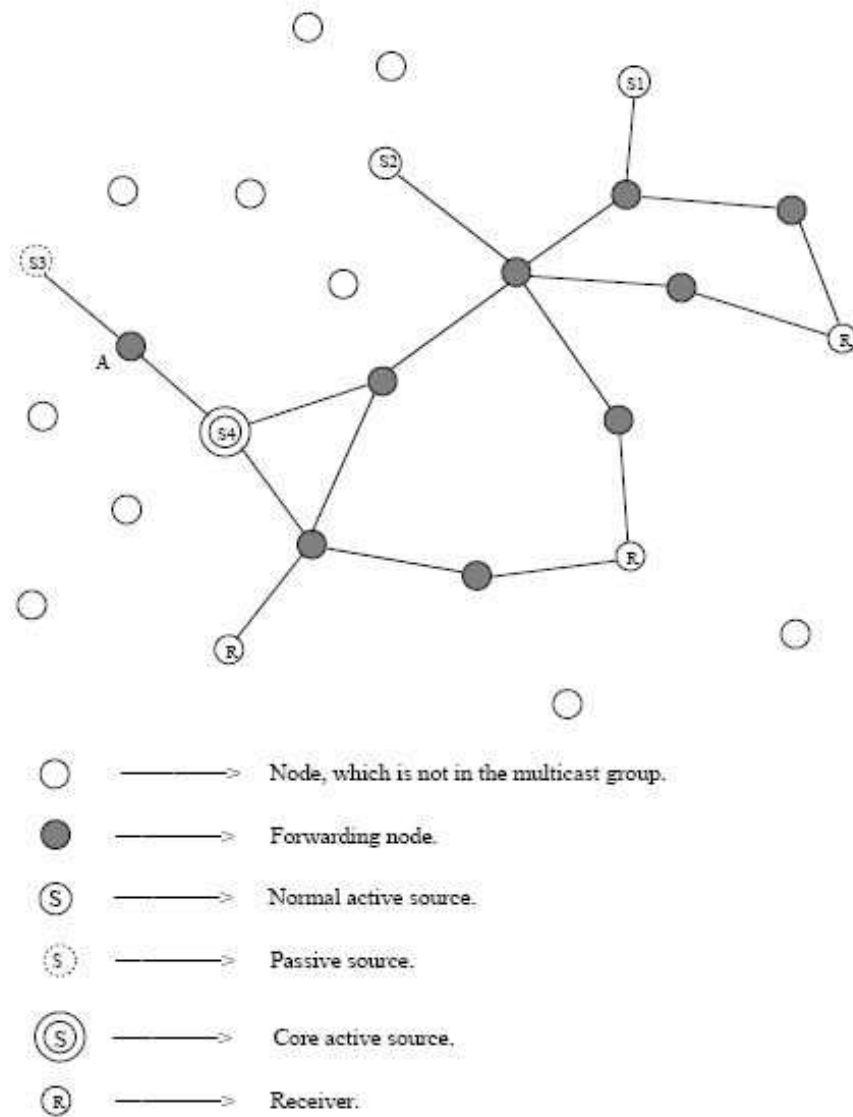 S1
S2
S3
R
A
S4
R
R
Node, which is not in the multicast group.
Forwarding node.
S
Normal active source.
S
Passive source.
S
Core active source.
R
Receiver.